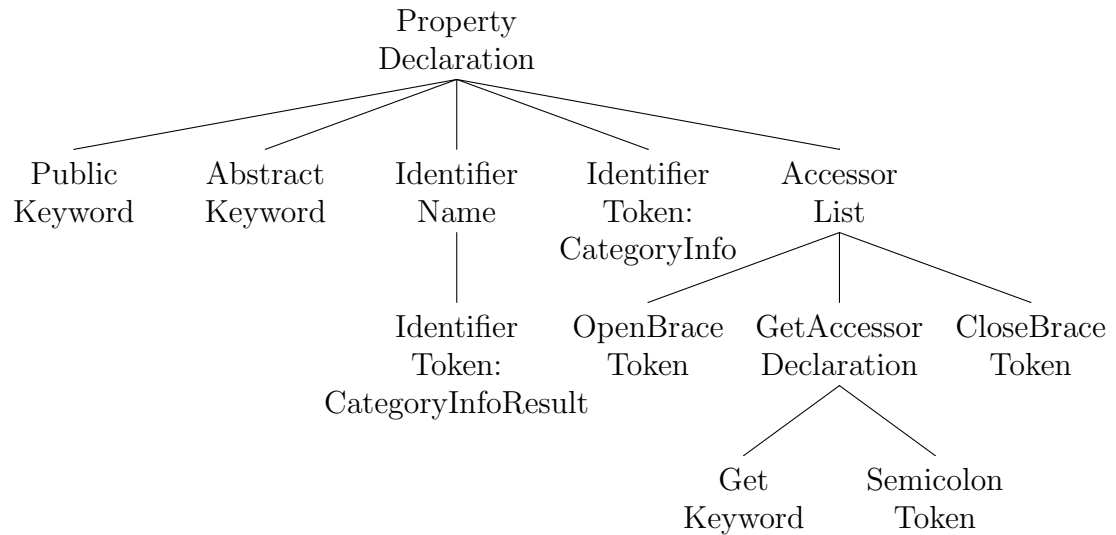 Property
Declaration
Public
Keyword
Abstract
Keyword
Identifier
Name
Identifier
Token:
CategoryInfo
Accessor
List
Identifier
Token:
CategoryInfoResult
OpenBrace
Token
GetAccessor
Declaration
CloseBrace
Token
Get
Keyword
Semicolon
Token